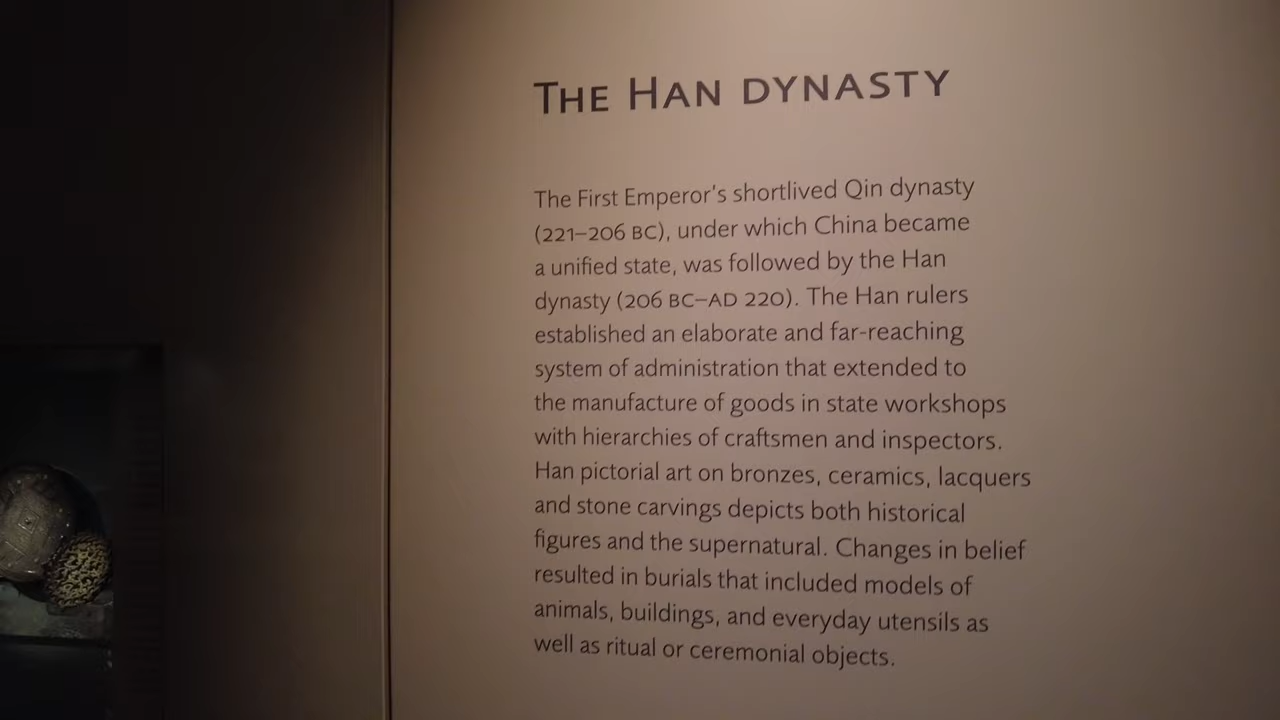 THE HAN DYNASTY
The First Emperor's shortlived Qin dynasty
(221–206 BC), under which China became
a unified state, was followed by the Han
dynasty (206 BC–AD 220). The Han rulers
established an elaborate and far-reaching
system of administration that extended to
the manufacture of goods in state workshops
with hierarchies of craftsmen and inspectors.
Han pictorial art on bronzes, ceramics, lacquers
and stone carvings depicts both historical
figures and the supernatural. Changes in belief
resulted in burials that included models of
animals, buildings, and everyday utensils as
well as ritual or ceremonial objects.